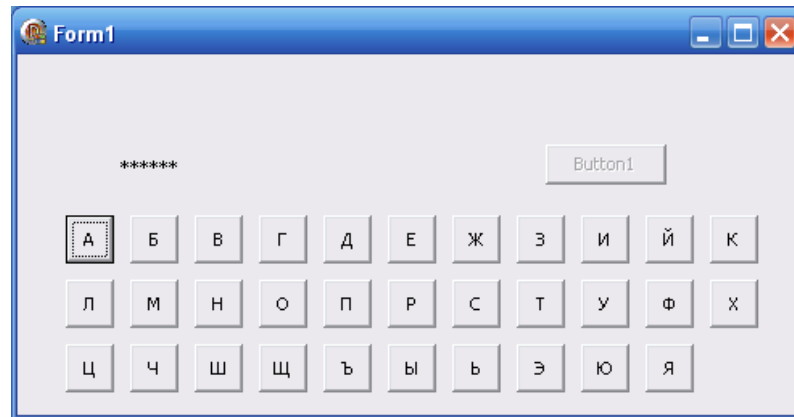 Form1
******
Button1
А Б В Г Д Е Ж З И Й К
Л М Н О П Р С Т У Ф Х
Ц Ч Ш Щ Ъ Ы Ь Э Ю Я